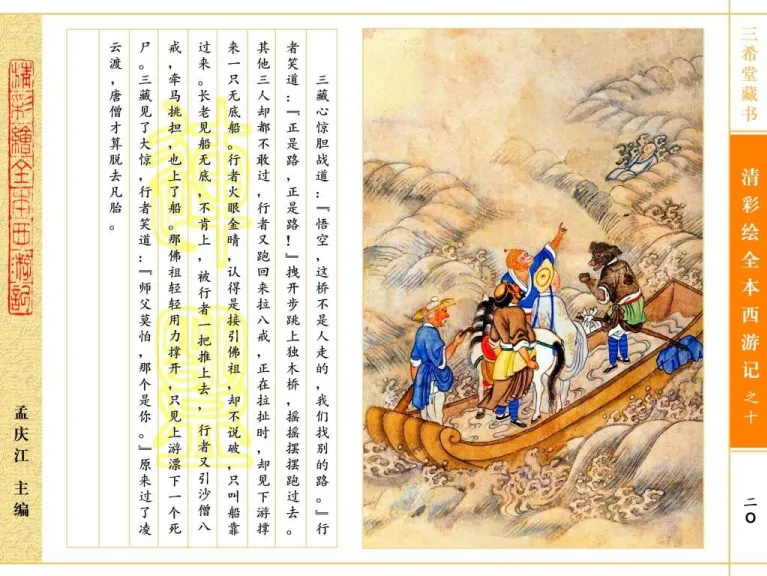 三希堂藏书
清彩绘全本西游记 之十
二〇
三藏心惊胆战道：『悟空，这桥不是人走的，我们找别的路。』行
者笑道：『正是路，正是路！』拽开步跳上独木桥，摇摇摆摆跑过去。
其他三人却都不敢过，行者又跑回来拉八戒，正在拉扯时，却见下游撑
来一只无底船。行者火眼金睛，认得是接引佛祖，却不说破，只叫船靠
过来。长老见船无底，不肯上，被行者一把推上去，行者又引沙僧八
戒，牵马挑担，也上了船。那佛祖轻轻用力撑开，只见上游漂下一个死
尸。三藏见了大惊，行者笑道：『师父莫怕，那个是你。』原来过了凌
云渡，唐僧才算脱去凡胎。
清彩绘全本西游记
孟庆江 主编